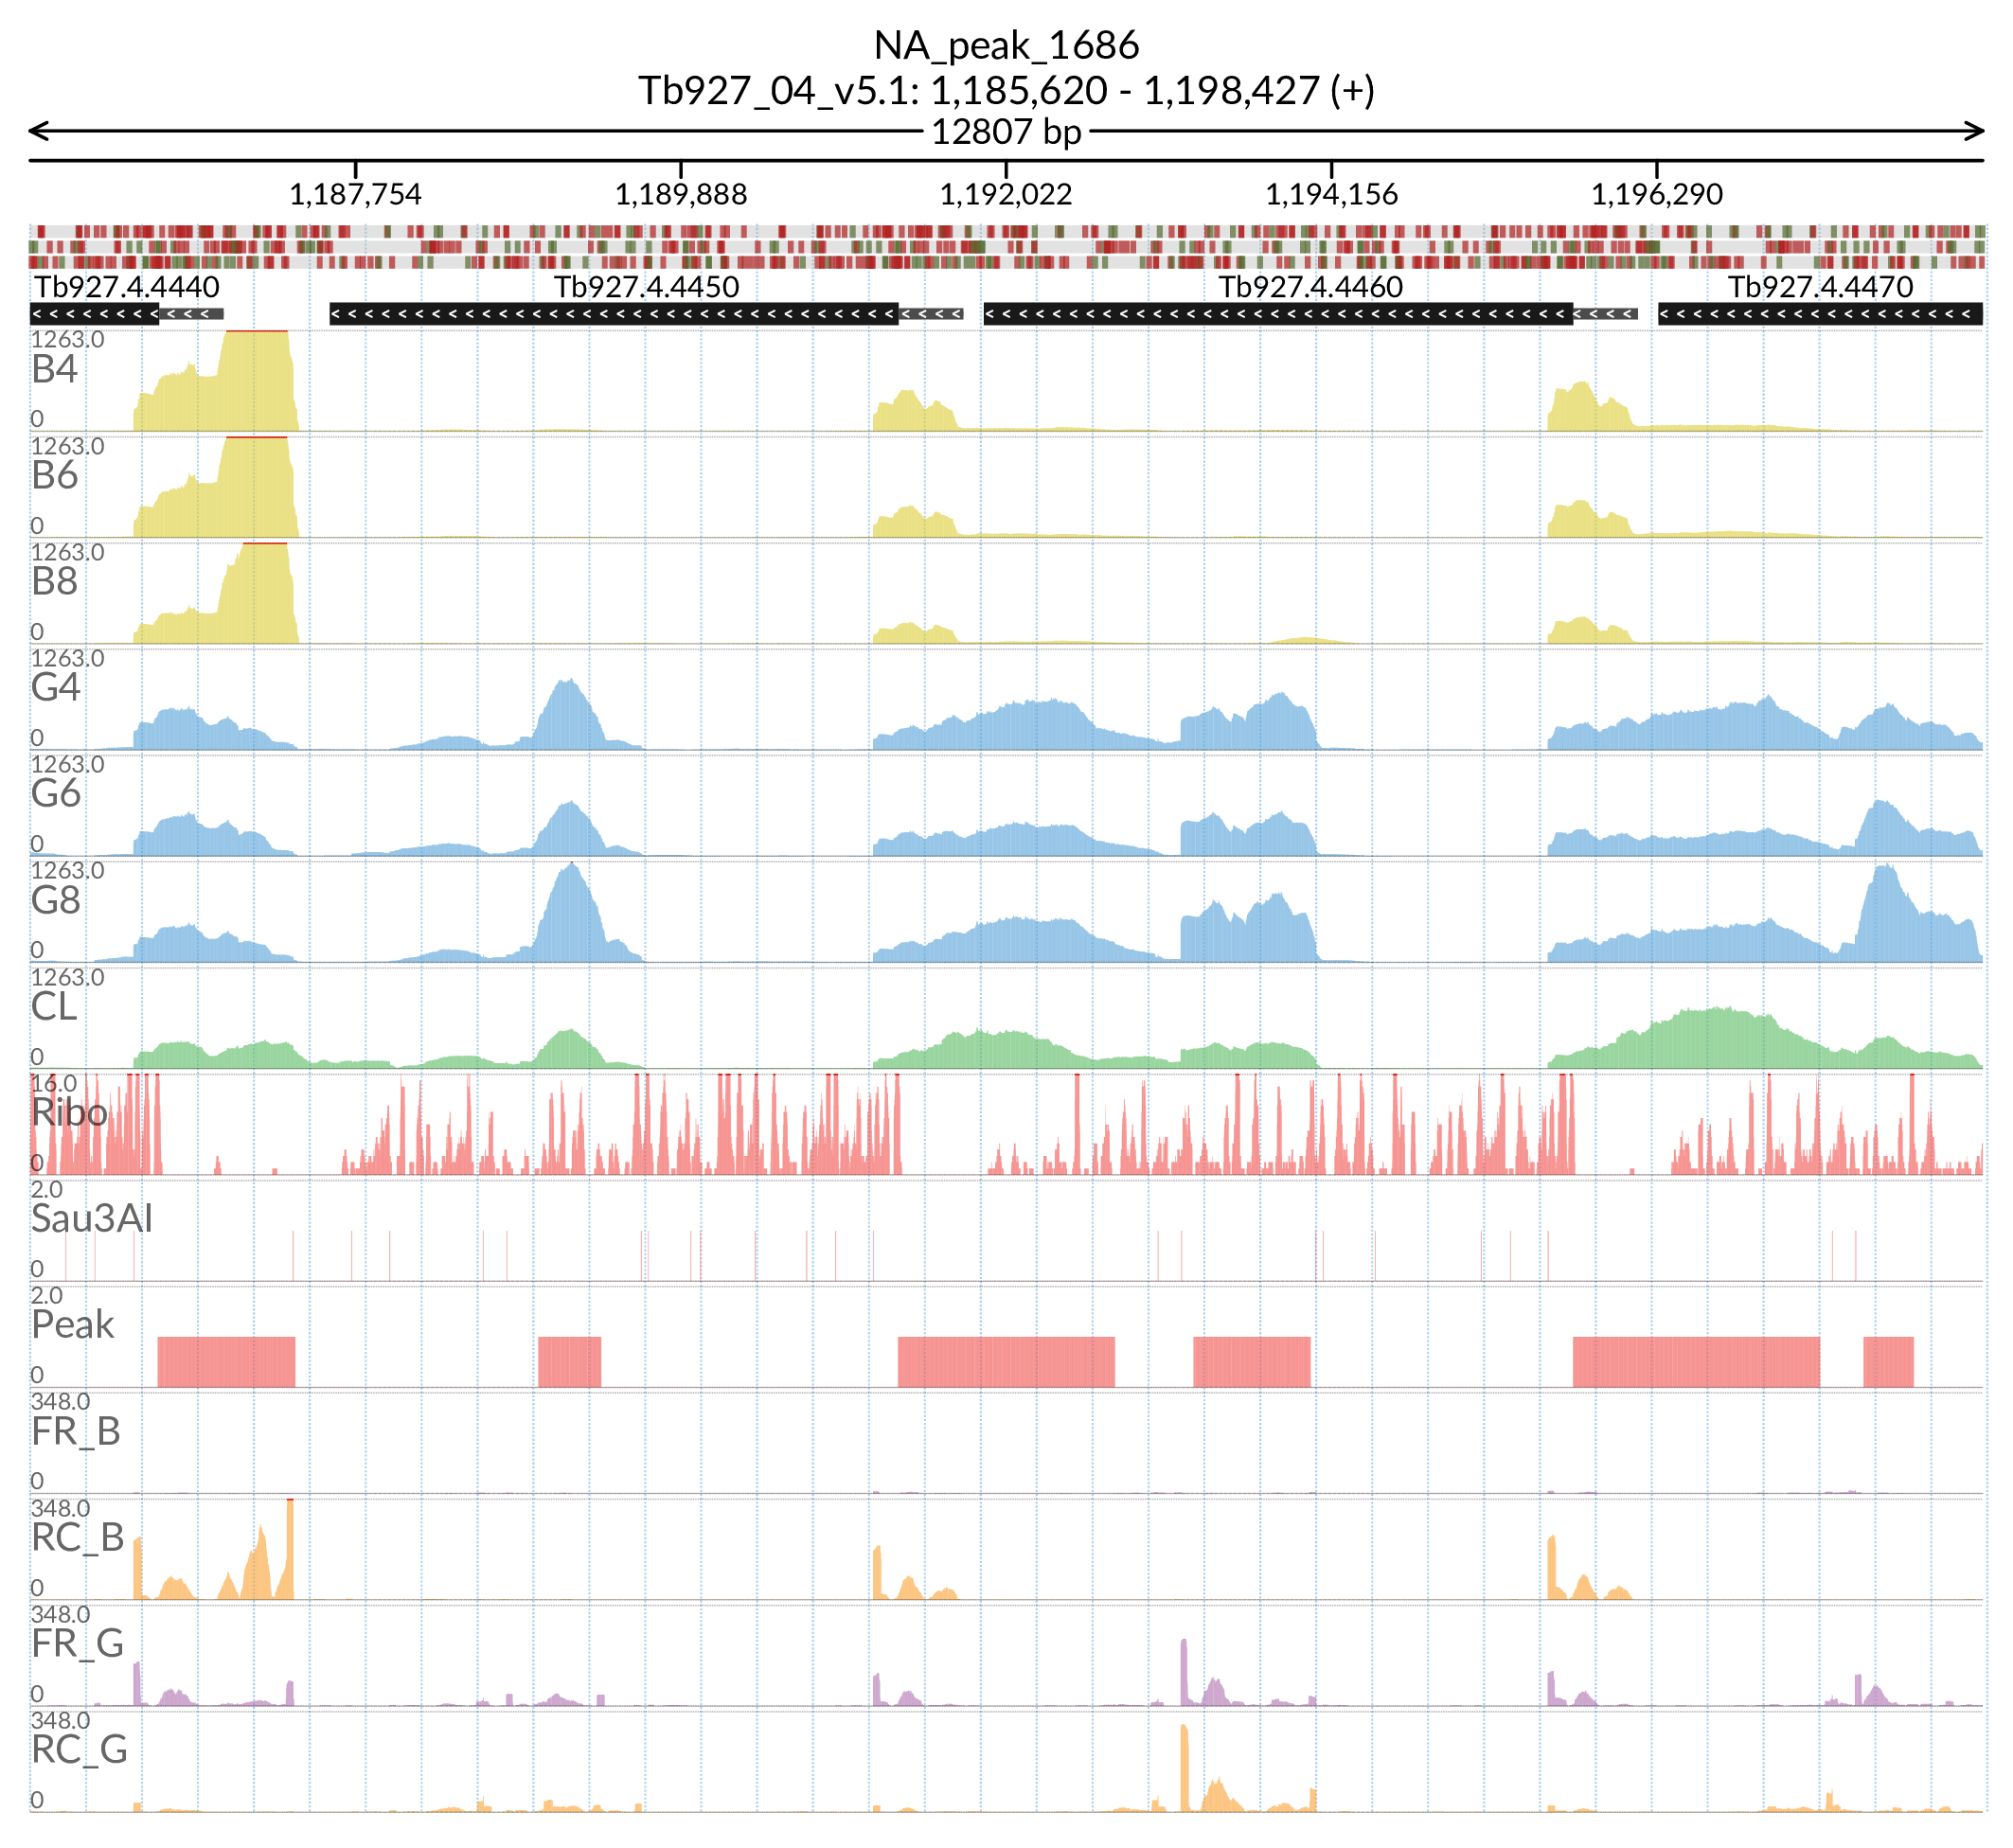 NA_peak_1686
Tb927_04_v5.1: 1,185,620 - 1,198,427 (+)
12807 bp
1,187,754 1,189,888 1,192,022 1,194,156 1,196,290
Tb927.4.4440 Tb927.4.4450 Tb927.4.4460 Tb927.4.4470
1263.0
B4
0
1263.0
B6
0
1263.0
B8
0
1263.0
G4
0
1263.0
G6
0
1263.0
G8
0
1263.0
CL
0
16.0
Ribo
0
2.0
Sau3AI
0
2.0
Peak
0
348.0
FR_B
0
348.0
RC_B
0
348.0
FR_G
0
348.0
RC_G
0